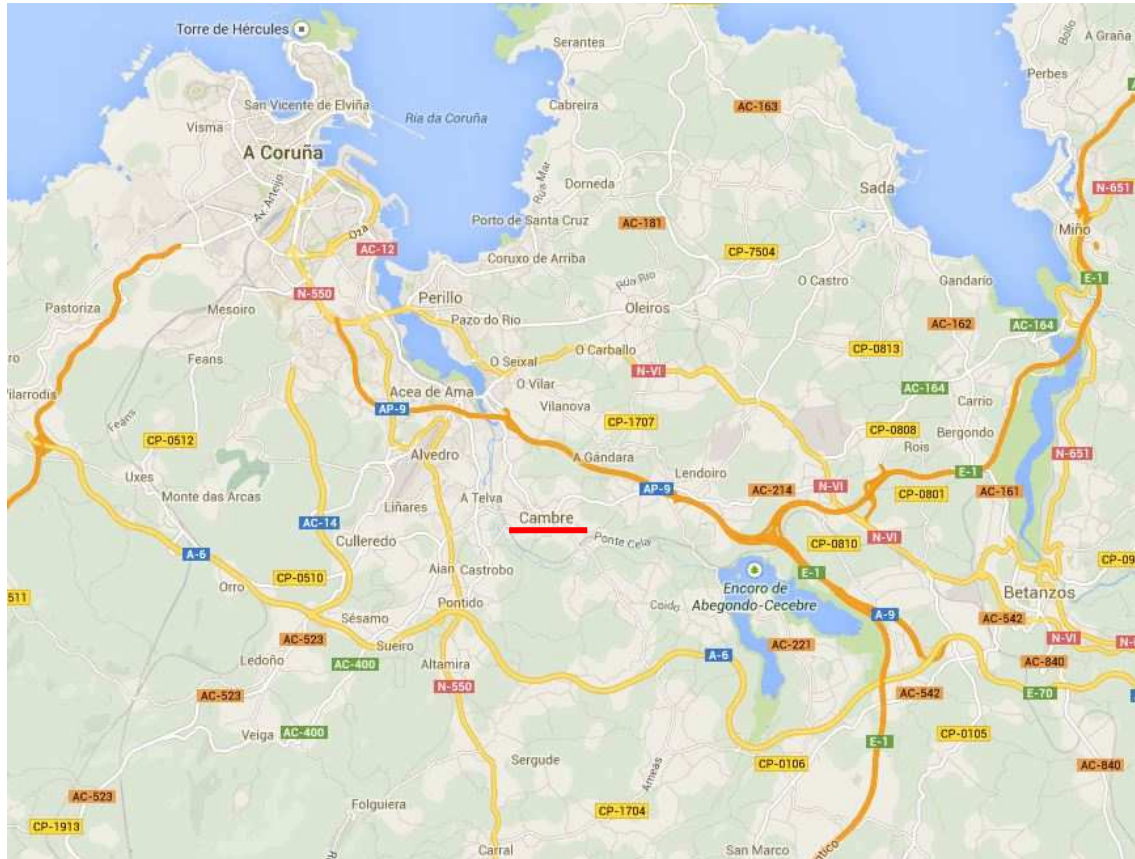 Torre de Hércules
Serantes
A Graña
Bello
Perbes
San Vicente de Elviña
Visma
Ría da Coruña
Cabreira
AC-163
A Coruña
Rúa Mar
Dorneda
Sada
N-651
Av. Arteijo
Porto de Santa Cruz
AC-181
Miño
Oza
AC-12
Coruxo de Arriba
CP-7504
Rúa Rio
O Castro
Gandarío
E-1
N-550
Perillo
Pastoriza
Mesoiro
Pazo do Rio
Oleiros
AC-162
AC-164
Feans
O Seixal
O Carballo
CP-0813
N-VI
AC-164
Vilarrodís
Acea de Ama
O Vilar
Carrio
Feáns
AP-9
Vilanova
CP-1707
CP-0808
Bergondo
CP-0512
Rois
N-651
Alvedro
A Gándara
Lendoiro
E-1
Uxes
Monte das Arcas
A Telva
AP-9
AC-214
N-VI
CP-0801
AC-161
Liñares
Cambre
AC-14
Culleredo
Ponte Cela
CP-0810
N-VI
A-6
Orro
CP-0510
Aian
Castrobo
E-1
Encoro de
Abegondo-Cecebre
Betanzos
511
Pontido
A-9
AC-542
Sésamo
AC-523
Sueiro
AC-221
N-VI
Ledoño
AC-400
Altamira
A-6
AC-840
AC-523
N-550
AC-542
E-70
Veiga
AC-400
E-1
CP-0105
Sergude
CP-0106
AC-840
Ameás
AC-523
Folguiera
CP-1704
CP-1913
Carral
San Marco